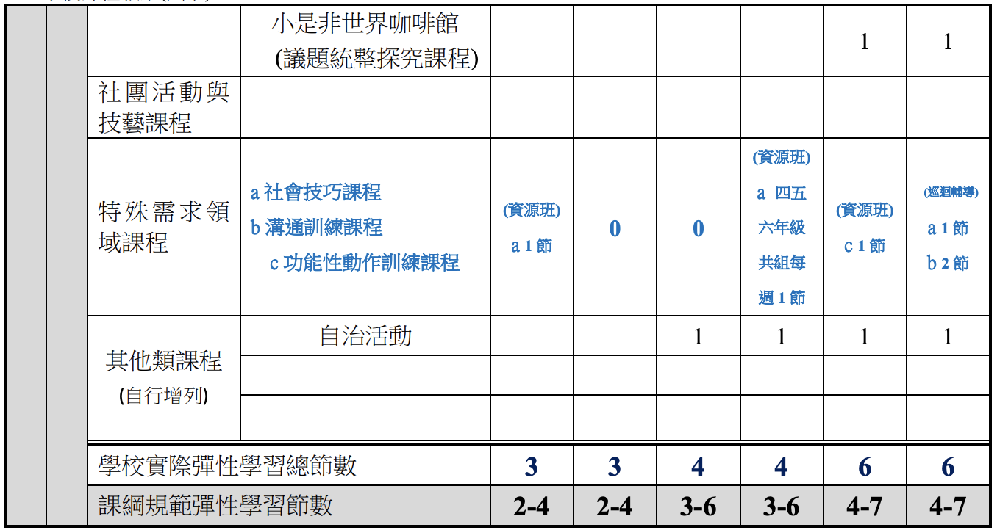 小是非世界咖啡館
(議題統整探究課程)
1
1
社團活動與
技藝課程
特殊需求領
域課程
a 社會技巧課程
b 溝通訓練課程
c 功能性動作訓練課程
(資源班)
a 1 節
0
0
(資源班)
a 四五
六年級
共組每
週 1 節
(資源班)
c 1 節
(巡迴輔導)
a 1 節
b 2 節
其他類課程
(自行增列)
自治活動
1
1
1
1
學校實際彈性學習總節數
3
3
4
4
6
6
課綱規範彈性學習節數
2-4
2-4
3-6
3-6
4-7
4-7